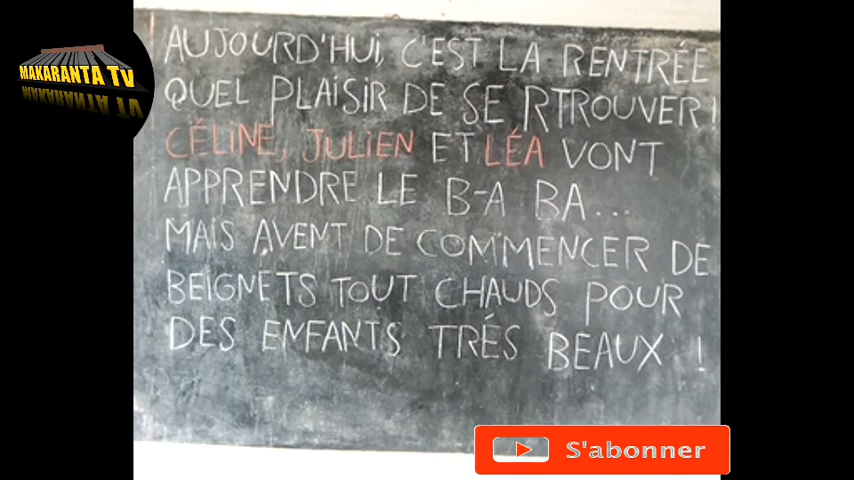 MAKARANTA TV
AUJOURD'HUI, C'EST LA RENTRÉE
QUEL PLAISIR DE SE RTROUVER!
CÉLINE, JULIEN ET LÉA VONT
APPRENDRE LE B-A BA...
MAIS AVENT DE COMMENCER DE
BEIGNETS TOUT CHAUDS POUR
DES ENFANTS TRÉS BEAUX !
S'abonner